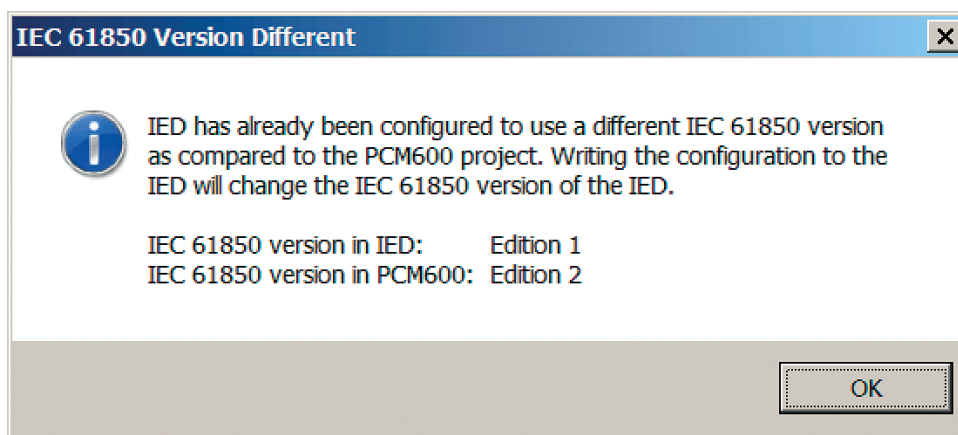 IEC 61850 Version Different
IED has already been configured to use a different IEC 61850 version
as compared to the PCM600 project. Writing the configuration to the
IED will change the IEC 61850 version of the IED.
IEC 61850 version in IED: Edition 1
IEC 61850 version in PCM600: Edition 2
OK